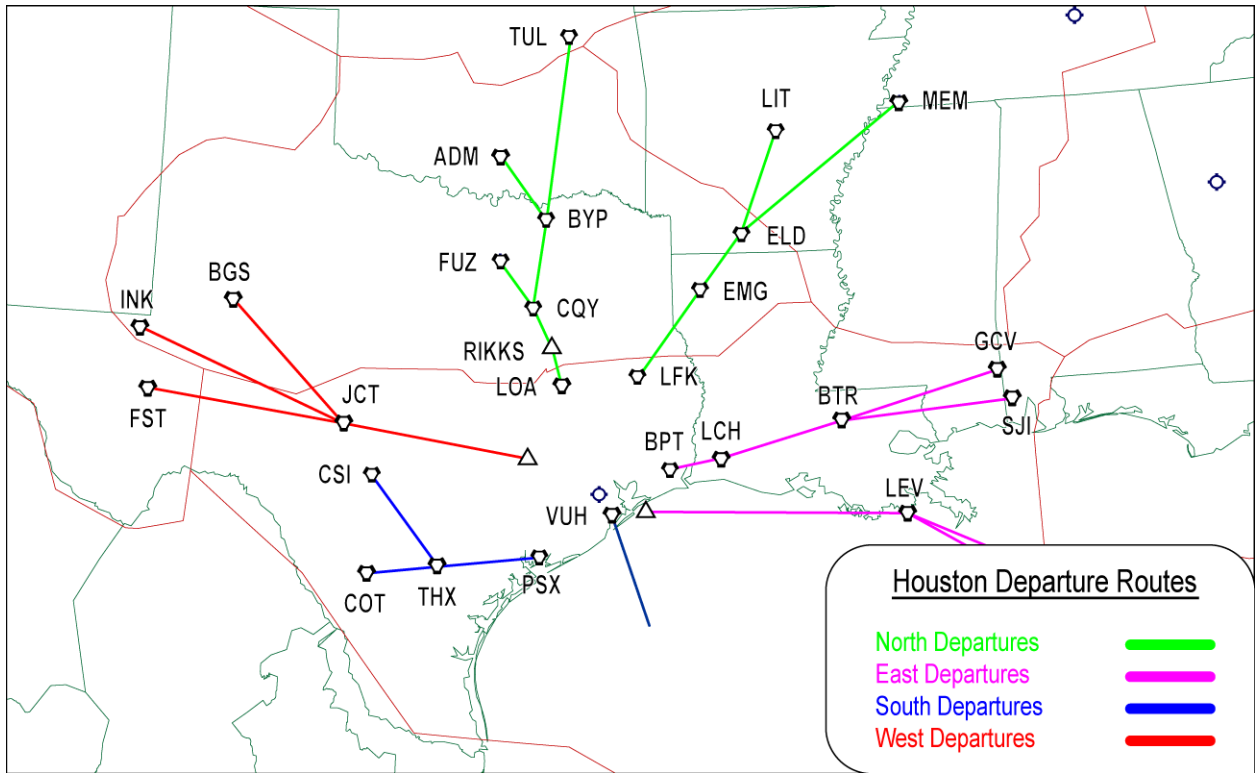 TUL
MEM
LIT
ADM
BYP
ELD
FUZ
BGS
EMG
INK
CQY
RIKKS
GCV
LOA
LFK
FST
JCT
BTR
SJI
BPT
LCH
CSI
VUH
LEV
COT
THX
PSX
Houston Departure Routes
North Departures
East Departures
South Departures
West Departures